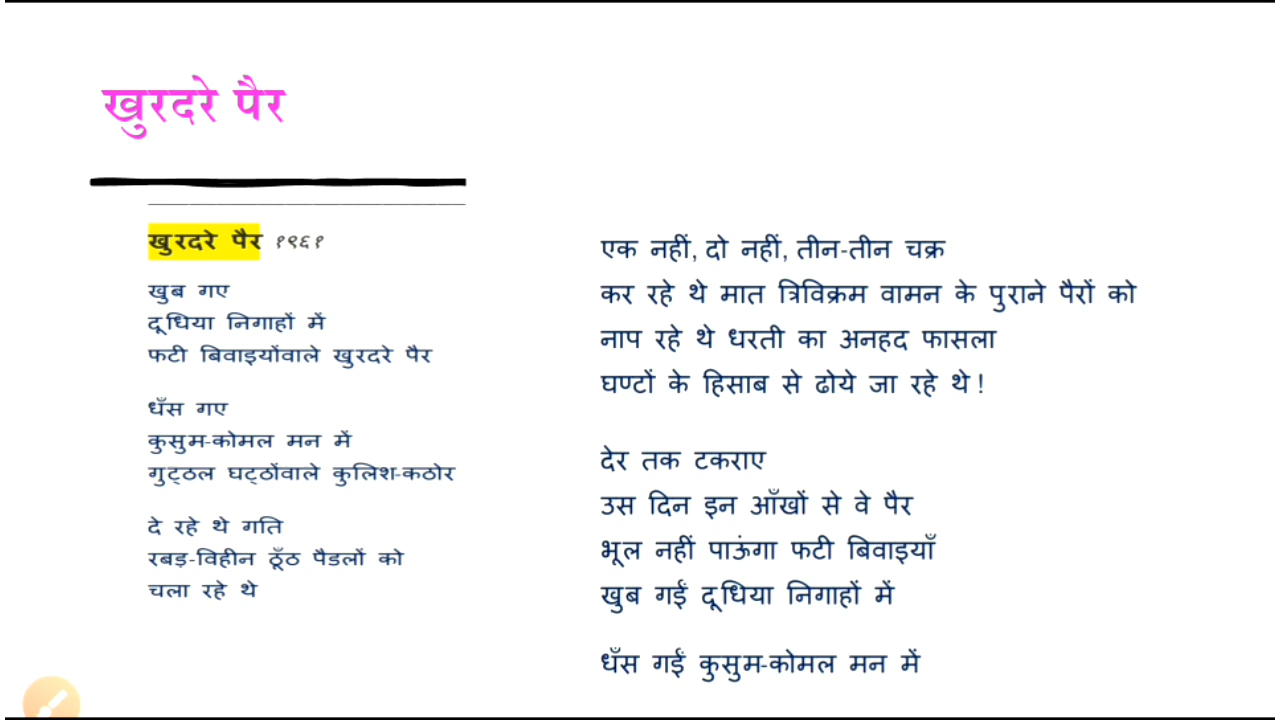 खुरदरे पैर
खुरदरे पैर १९६१
खुब गए
दूधिया निगाहों में
फटी बिवाइयोंवाले खुरदरे पैर
धँस गए
कुसुम-कोमल मन में
गुट्ठल घट्ठोंवाले कुलिश-कठोर
दे रहे थे गति
रबड़-विहीन ठूँठ पैडलों को
चला रहे थे
एक नहीं, दो नहीं, तीन-तीन चक्र
कर रहे थे मात त्रिविक्रम वामन के पुराने पैरों को
नाप रहे थे धरती का अनहद फासला
घण्टों के हिसाब से ढोये जा रहे थे !
देर तक टकराए
उस दिन इन आँखों से वे पैर
भूल नहीं पाऊंगा फटी बिवाइयाँ
खुब गईं दूधिया निगाहों में
धँस गईं कुसुम-कोमल मन में